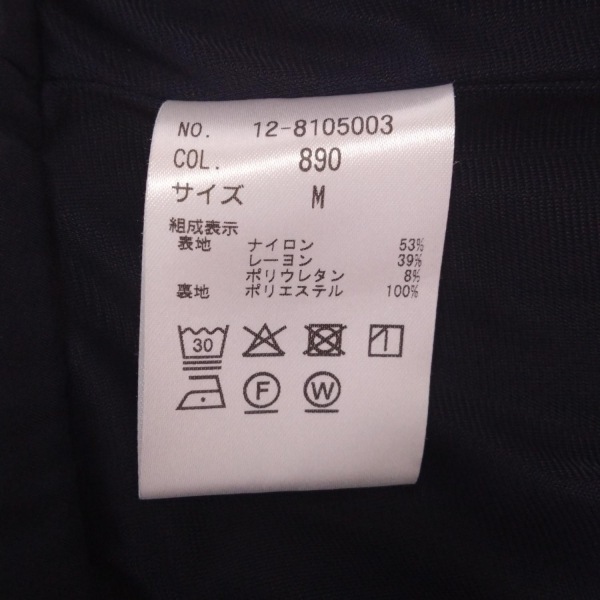 NO. 12-8105003
COL. 890
サイズ M
組成表示
表地 ナイロン 53%
レーヨン 39%
ポリウレタン 8%
裏地 ポリエステル 100%
30
F W